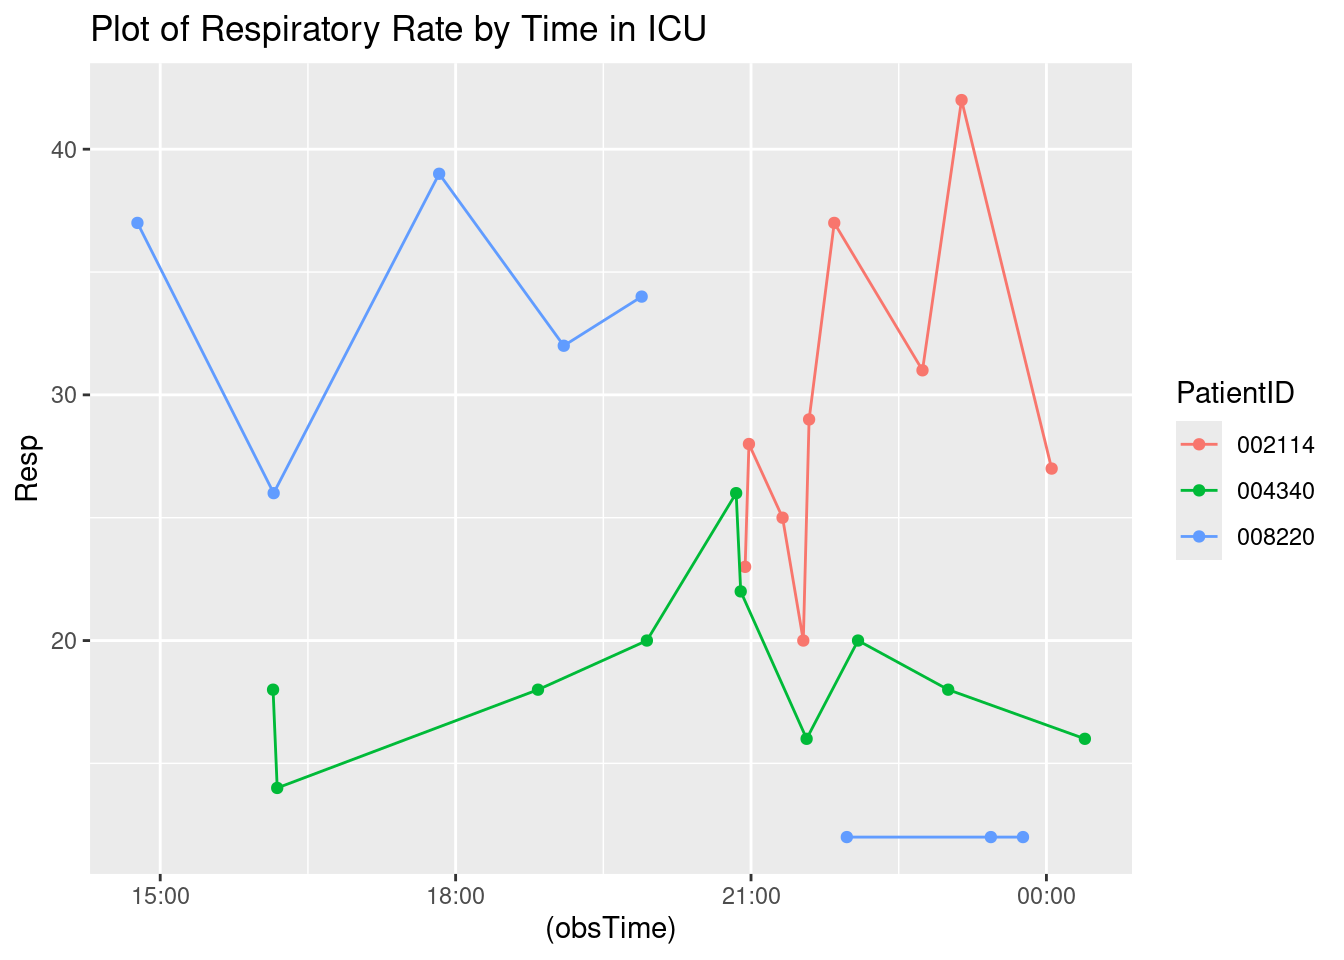 Plot of Respiratory Rate by Time in ICU
40
30
20
Resp
15:00 18:00 21:00 00:00
(obsTime)
PatientID
002114
004340
008220